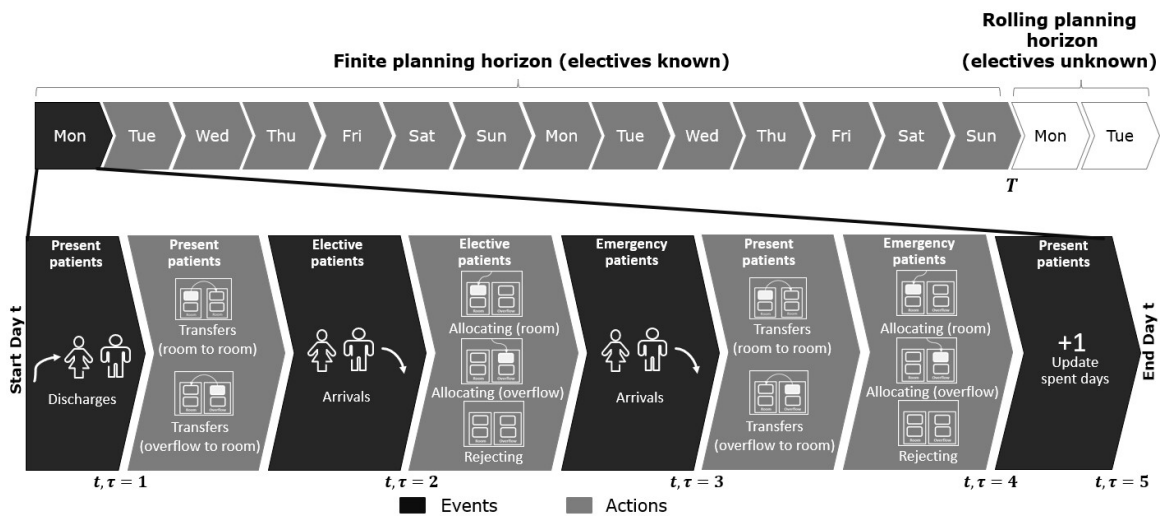 Rolling planning
horizon
(electives unknown)
Finite planning horizon (electives known)
Mon
Tue
Wed
Thu
Fri
Sat
Sun
Mon
Tue
Wed
Thu
Fri
Sat
Sun
Mon
Tue
T
Start Day t
Present
patients
Discharges
Present
patients
Transfers
(room to room)
Transfers
(overflow to room)
Elective
patients
Arrivals
Elective
patients
Allocating (room)
Allocating (overflow)
Rejecting
Emergency
patients
Arrivals
Present
patients
Transfers
(room to room)
Transfers
(overflow to room)
Emergency
patients
Allocating (room)
Allocating (overflow)
Rejecting
Present
patients
+1
Update
spent days
End Day t
t, τ = 1
t, τ = 2
t, τ = 3
t, τ = 4
t, τ = 5
Events
Actions